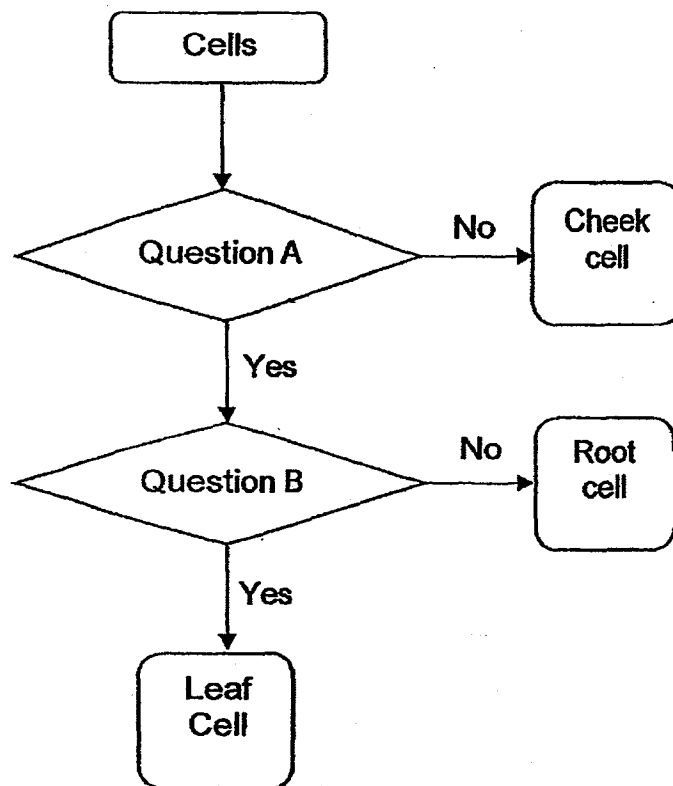 Cells
Question A
No
Cheek
cell
Yes
Question B
No
Root
cell
Yes
Leaf
Cell